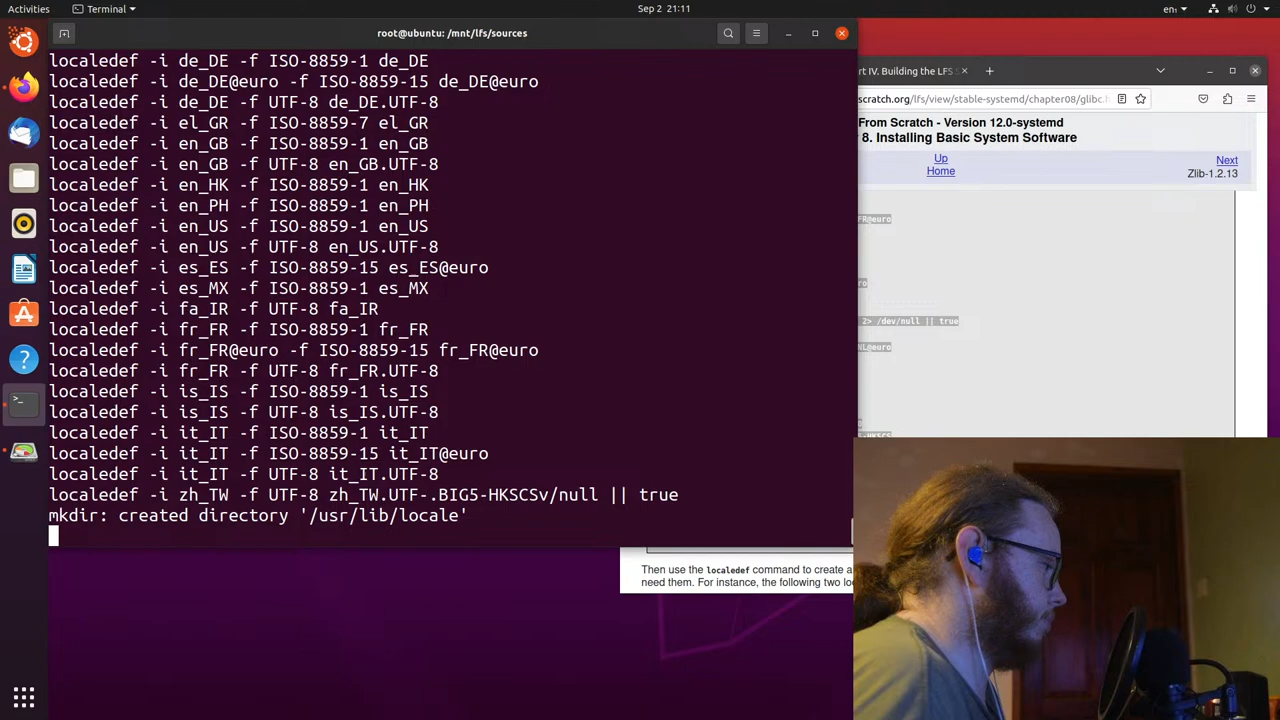 Activities
Terminal
Sep 2 21:11
en
root@ubuntu: /mnt/lfs/sources
localedef -i de_DE -f ISO-8859-1 de_DE
localedef -i de_DE@euro -f ISO-8859-15 de_DE@euro
localedef -i de_DE -f UTF-8 de_DE.UTF-8
localedef -i el_GR -f ISO-8859-7 el_GR
localedef -i en_GB -f ISO-8859-1 en_GB
localedef -i en_GB -f UTF-8 en_GB.UTF-8
localedef -i en_HK -f ISO-8859-1 en_HK
localedef -i en_PH -f ISO-8859-1 en_PH
localedef -i en_US -f ISO-8859-1 en_US
localedef -i en_US -f UTF-8 en_US.UTF-8
localedef -i es_ES -f ISO-8859-15 es_ES@euro
localedef -i es_MX -f ISO-8859-1 es_MX
localedef -i fa_IR -f UTF-8 fa_IR
localedef -i fr_FR -f ISO-8859-1 fr_FR
localedef -i fr_FR@euro -f ISO-8859-15 fr_FR@euro
localedef -i fr_FR -f UTF-8 fr_FR.UTF-8
localedef -i is_IS -f ISO-8859-1 is_IS
localedef -i is_IS -f UTF-8 is_IS.UTF-8
localedef -i it_IT -f ISO-8859-1 it_IT
localedef -i it_IT -f ISO-8859-15 it_IT@euro
localedef -i it_IT -f UTF-8 it_IT.UTF-8
localedef -i zh_TW -f UTF-8 zh_TW.UTF-.BIG5-HKSCSv/null || true
mkdir: created directory '/usr/lib/locale'
rt IV. Building the LFS S
scratch.org/lfs/view/stable-systemd/chapter08/glibc.h
From Scratch - Version 12.0-systemd
8. Installing Basic System Software
Up
Home
Next
Zlib-1.2.13
FR@euro
ro
2> /dev/null || true
NL@euro
Then use the localedef command to create a
need them. For instance, the following two lo